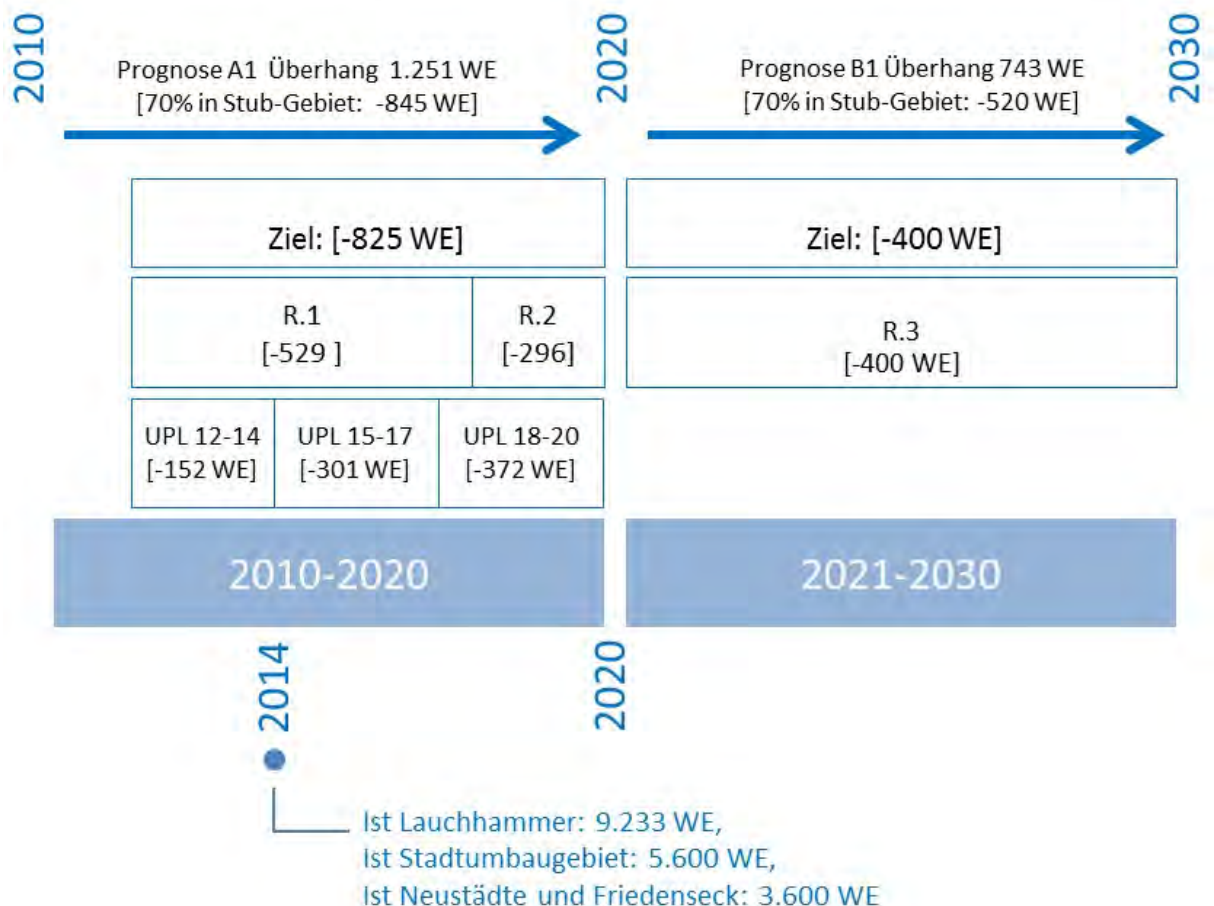 2010
Prognose A1 Überhang 1.251 WE
[70% in Stub-Gebiet: -845 WE]
2020
Prognose B1 Überhang 743 WE
[70% in Stub-Gebiet: -520 WE]
2030
Ziel: [-825 WE]
Ziel: [-400 WE]
R.1
[-529 ]
R.2
[-296]
R.3
[-400 WE]
UPL 12-14
[-152 WE]
UPL 15-17
[-301 WE]
UPL 18-20
[-372 WE]
2010-2020
2021-2030
2014
2020
Ist Lauchhammer: 9.233 WE,
Ist Stadtumbaugebiet: 5.600 WE,
Ist Neustädte und Friedenseck: 3.600 WE